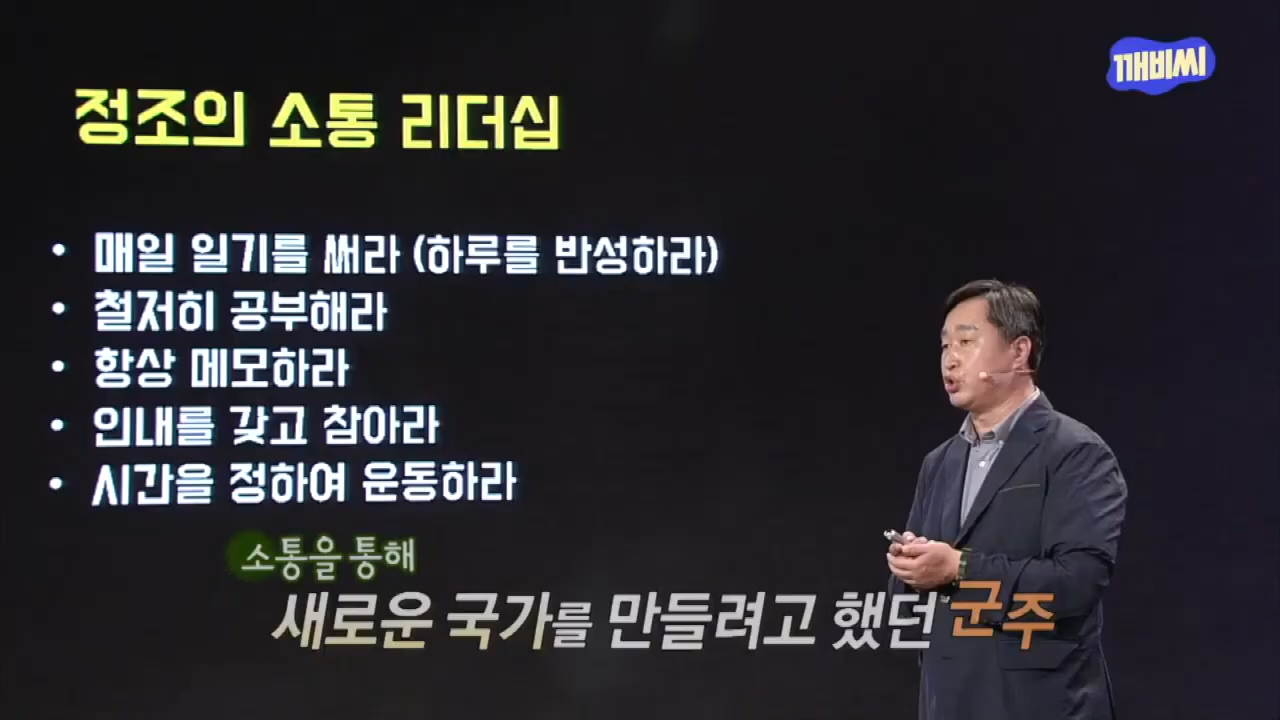 깨비씨
정조의 소통 리더십
• 매일 일기를 써라 (하루를 반성하라)
• 철저히 공부해라
• 항상 메모하라
• 인내를 갖고 참아라
• 시간을 정하여 운동하라
소통을 통해
새로운 국가를 만들려고 했던 군주